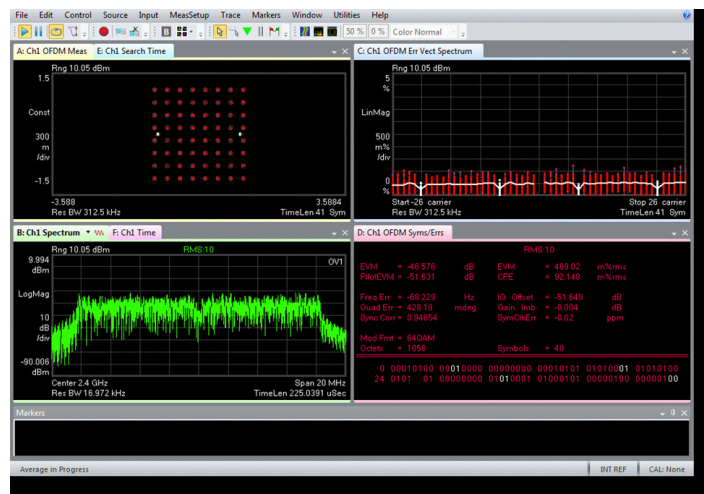 File Edit Control Source Input MeasSetup Trace Markers Window Utilities Help
50 % 0 % Color Normal
A: Ch1 OFDM Meas E: Ch1 Search Time
Rng 10.05 dBm
1.5
Const
300
m
/div
-1.5
-3.588 3.5884
Res BW 312.5 kHz TimeLen 41 Sym
C: Ch1 OFDM Err Vect Spectrum
Rng 10.05 dBm
5
%
LinMag
500
m%
/div
0
%
Start -26 carrier Stop 26 carrier
Res BW 312.5 kHz TimeLen 41 Sym
B: Ch1 Spectrum F: Ch1 Time
Rng 10.05 dBm RMS:10
9.994 OV1
dBm
LogMag
10
dB
/div
-90.006
dBm
Center 2.4 GHz Span 20 MHz
Res BW 16.972 kHz TimeLen 225.0391 uSec
D: Ch1 OFDM Syms/Errs
RMS:10
EVM = -46.576 dB EVM = 469.02 m%rms
PilotEVM = -51.631 dB CPE = 92.148 m%rms
Freq Err = -68.229 Hz IQ Offset = -51.649 dB
Quad Err = 426.18 mdeg Gain Imb = -0.004 dB
Sync Corr = 0.94854 SymClkErr = -0.02 ppm
Mod Fmt = 64QAM
Octets = 1058 Symbols = 40
0 00010100 00010000 00000000 00010101 01010001 01010100
24 0101 01 00000000 01010001 01000101 00000100 00000100
Markers
Average in Progress INT REF CAL: None